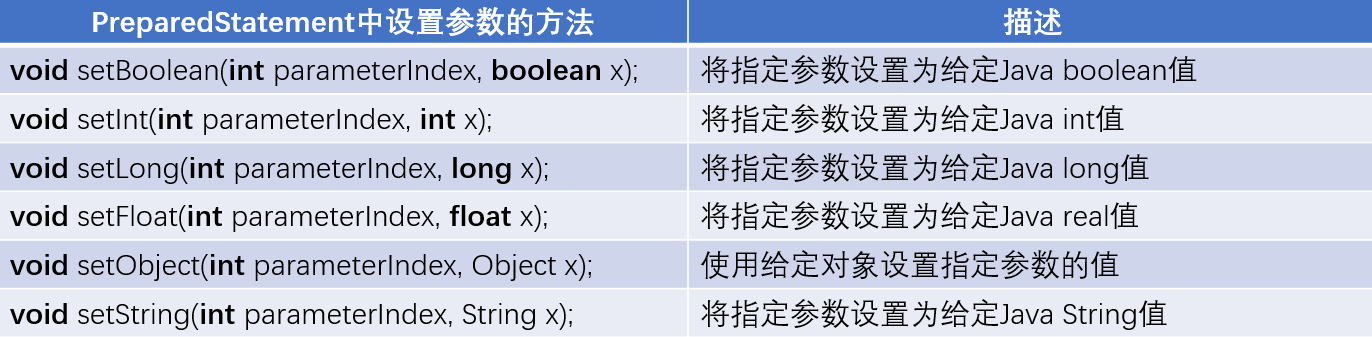 PreparedStatement中设置参数的方法 描述
void setBoolean(int parameterIndex, boolean x); 将指定参数设置为给定Java boolean值
void setInt(int parameterIndex, int x); 将指定参数设置为给定Java int值
void setLong(int parameterIndex, long x); 将指定参数设置为给定Java long值
void setFloat(int parameterIndex, float x); 将指定参数设置为给定Java real值
void setObject(int parameterIndex, Object x); 使用给定对象设置指定参数的值
void setString(int parameterIndex, String x); 将指定参数设置为给定Java String值